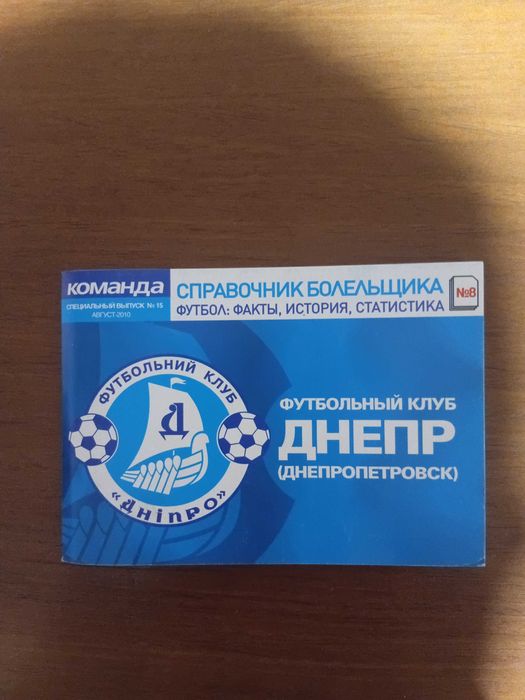 команда
СПЕЦИАЛЬНЫЙ ВЫПУСК № 15
АВГУСТ-2010
СПРАВОЧНИК БОЛЕЛЬЩИКА
ФУТБОЛ: ФАКТЫ, ИСТОРИЯ, СТАТИСТИКА
№8
ФУТБОЛЬНИЙ КЛУБ
Д
«ДНІПРО»
ФУТБОЛЬНЫЙ КЛУБ
ДНЕПР
(ДНЕПРОПЕТРОВСК)